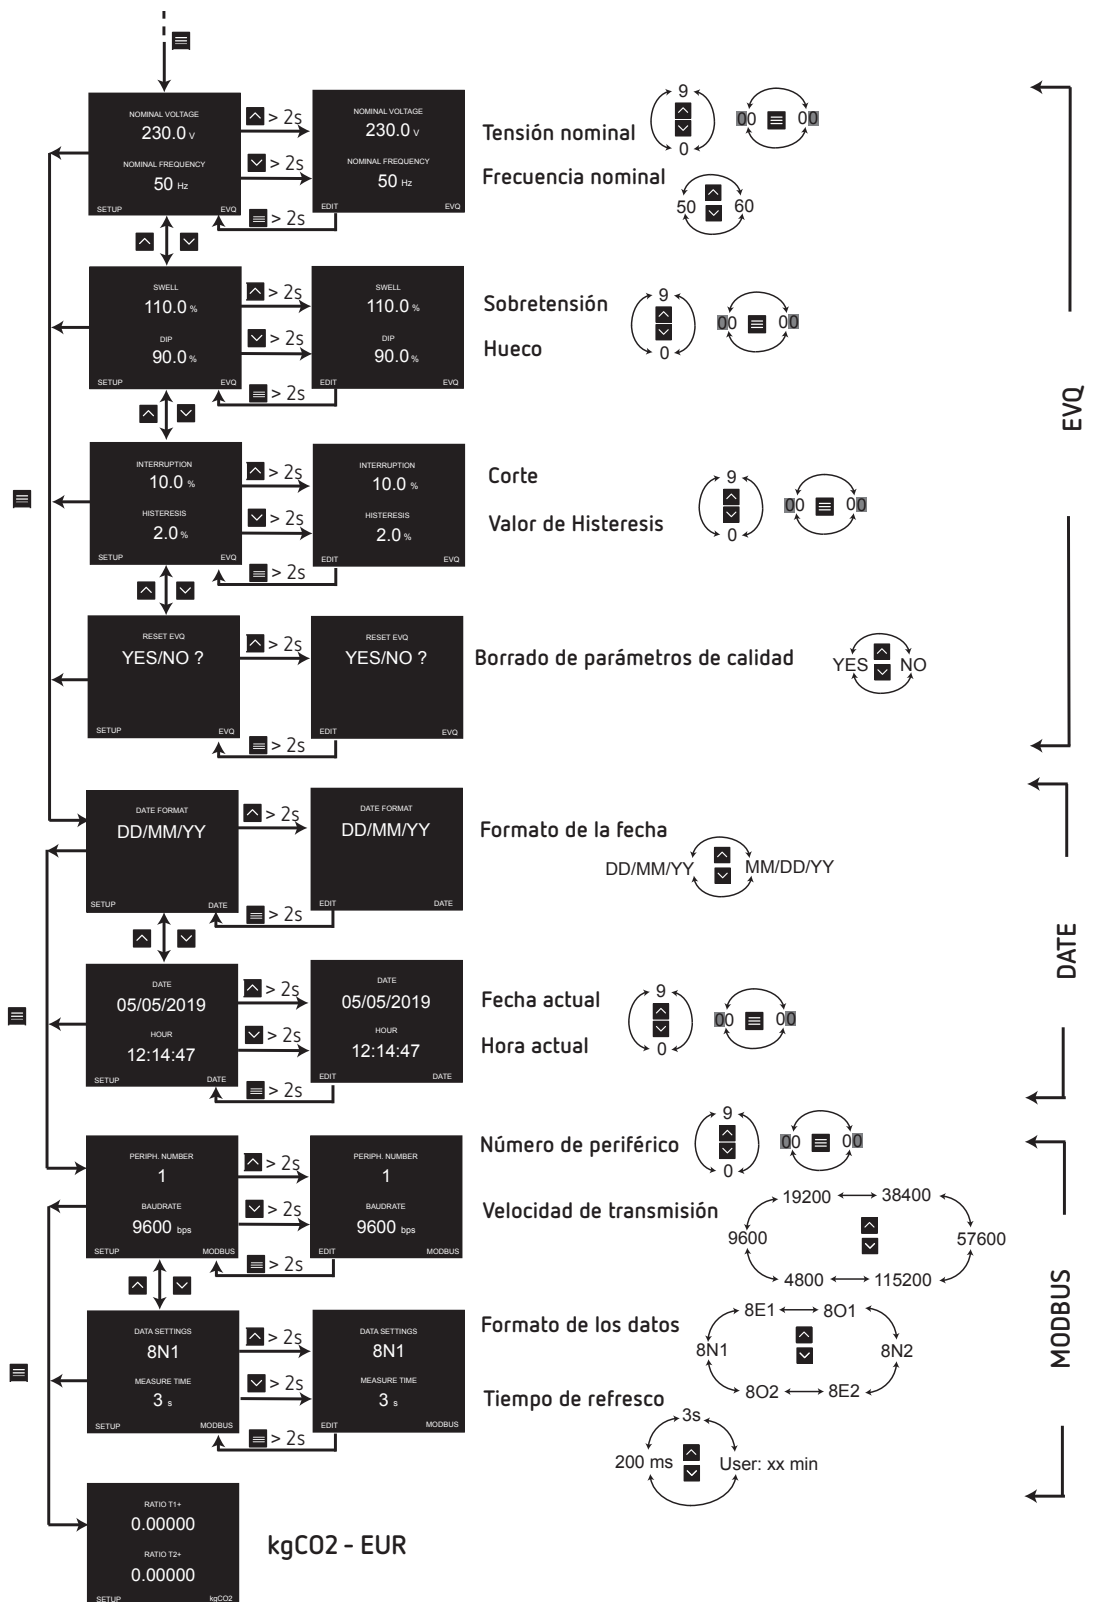 NOMINAL VOLTAGE
230.0 V
NOMINAL FREQUENCY
50 Hz
SETUP EVQ
> 2s
> 2s
> 2s
NOMINAL VOLTAGE
230.0 V
NOMINAL FREQUENCY
50 Hz
EDIT EVQ
Tensión nominal
9
0
00 00
Frecuencia nominal
50 60
SWELL
110.0 %
DIP
90.0 %
SETUP EVQ
> 2s
> 2s
> 2s
SWELL
110.0 %
DIP
90.0 %
EDIT EVQ
Sobretensión
Hueco
9
0
00 00
INTERRUPTION
10.0 %
HISTERESIS
2.0 %
SETUP EVQ
> 2s
> 2s
> 2s
INTERRUPTION
10.0 %
HISTERESIS
2.0 %
EDIT EVQ
Corte
Valor de Histeresis
9
0
00 00
RESET EVQ
YES/NO ?
SETUP EVQ
> 2s
> 2s
RESET EVQ
YES/NO ?
EDIT EVQ
Borrado de parámetros de calidad
YES NO
EVQ
DATE FORMAT
DD/MM/YY
SETUP DATE
> 2s
> 2s
DATE FORMAT
DD/MM/YY
EDIT DATE
Formato de la fecha
DD/MM/YY MM/DD/YY
DATE
05/05/2019
HOUR
12:14:47
SETUP DATE
> 2s
> 2s
> 2s
DATE
05/05/2019
HOUR
12:14:47
EDIT DATE
Fecha actual
Hora actual
9
0
00 00
DATE
PERIPH. NUMBER
1
BAUDRATE
9600 bps
SETUP MODBUS
> 2s
> 2s
> 2s
PERIPH. NUMBER
1
BAUDRATE
9600 bps
EDIT MODBUS
Número de periférico
9
0
00 00
Velocidad de transmisión
19200 38400
9600 57600
4800 115200
DATA SETTINGS
8N1
MEASURE TIME
3 s
SETUP MODBUS
> 2s
> 2s
> 2s
DATA SETTINGS
8N1
MEASURE TIME
3 s
EDIT MODBUS
Formato de los datos
8E1 8O1
8N1 8N2
8O2 8E2
Tiempo de refresco
3s
200 ms User: xx min
MODBUS
RATIO T1+
0.00000
RATIO T2+
0.00000
SETUP kgCO2
kgCO2 - EUR